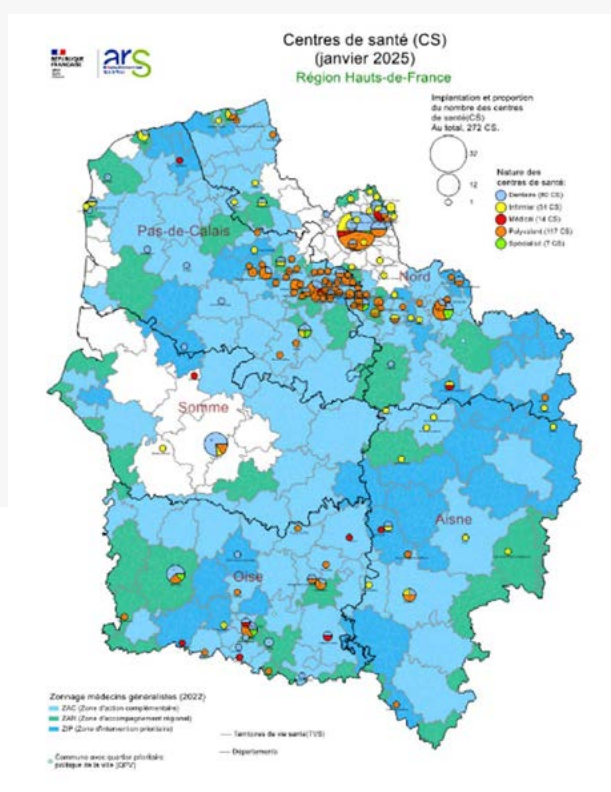 RÉPUBLIQUE
FRANÇAISE
ars
Centres de santé (CS)
(janvier 2025)
Région Hauts-de-France
Implantation et proportion
du nombre des centres
de santé(CS)
Au total, 272 CS.
32
12
1
Nature des
centres de santé:
Dentaire (80 CS)
Infirmier (54 CS)
Médical (14 CS)
Polyvalent (117 CS)
Spécialisé (7 CS)
Pas-de-Calais
Nord
Somme
Aisne
Oise
Zonnage médecins généralistes (2022)
ZAC (Zone d'action complémentaire)
ZAR (Zone d'accompagnement régional)
ZIP (Zone d'intervention prioritaire)
Territoires de vie santé(TVS)
Départements
Commune avec quartier prioritaire
politique de la ville (QPV)